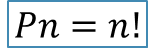 Pn = n!